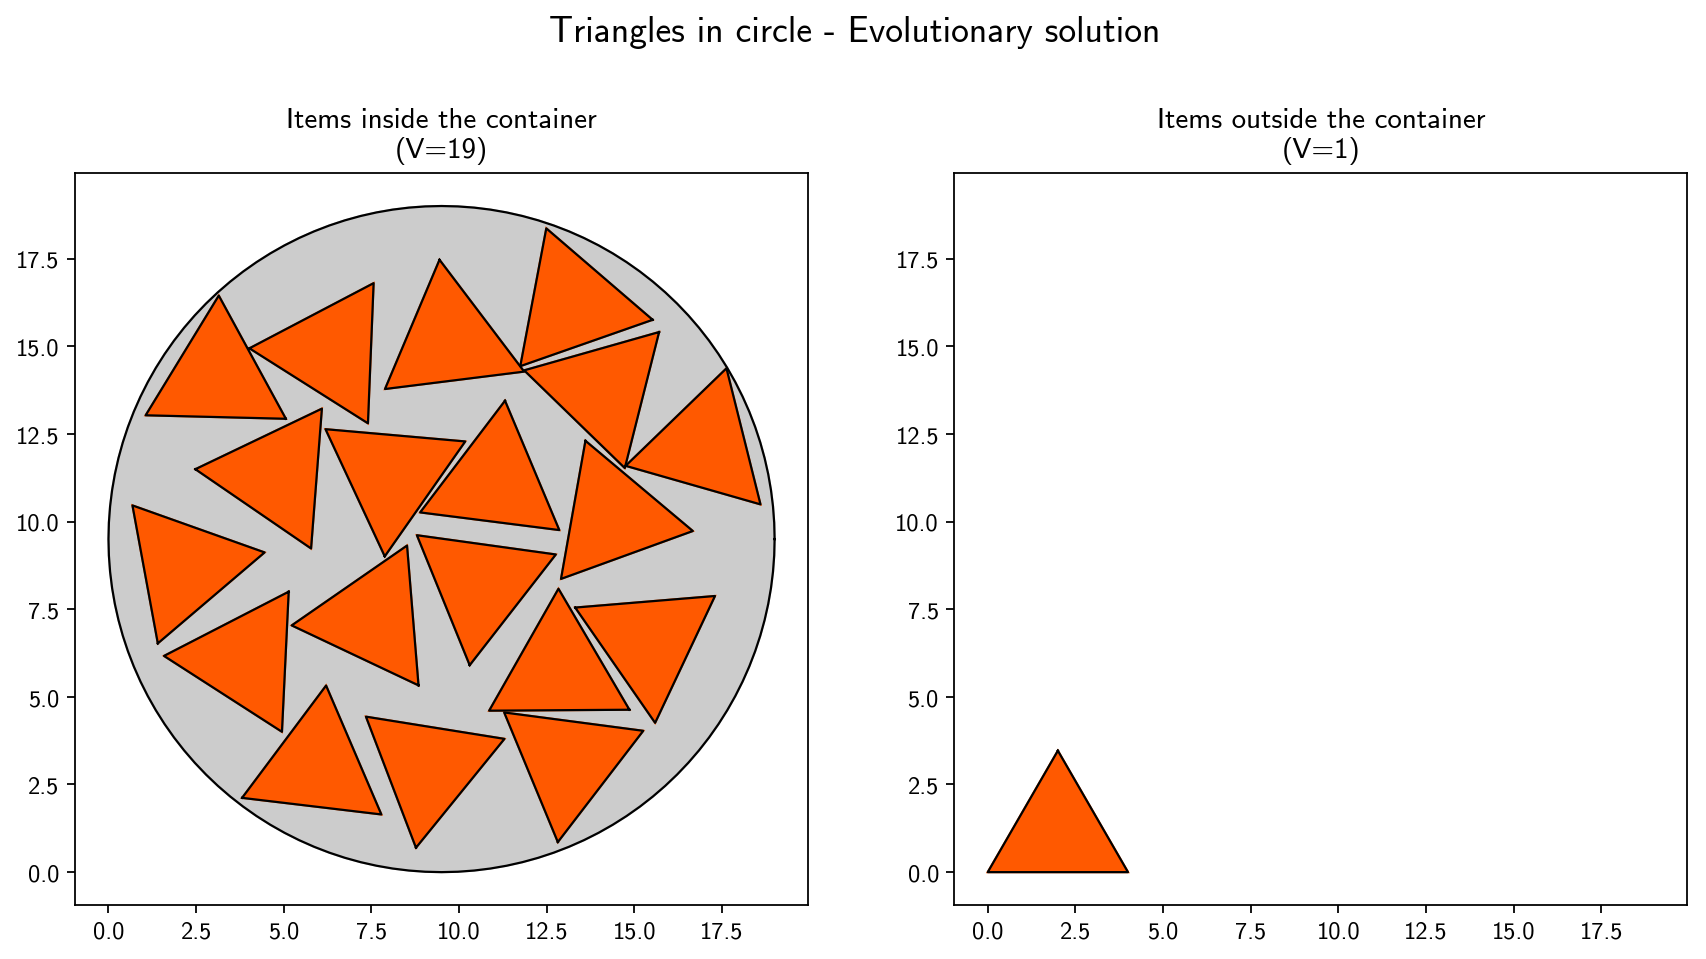 Triangles in circle - Evolutionary solution
Items inside the container
(V=19)
17.5
15.0
12.5
10.0
7.5
5.0
2.5
0.0
0.0 2.5 5.0 7.5 10.0 12.5 15.0 17.5
Items outside the container
(V=1)
17.5
15.0
12.5
10.0
7.5
5.0
2.5
0.0
0.0 2.5 5.0 7.5 10.0 12.5 15.0 17.5